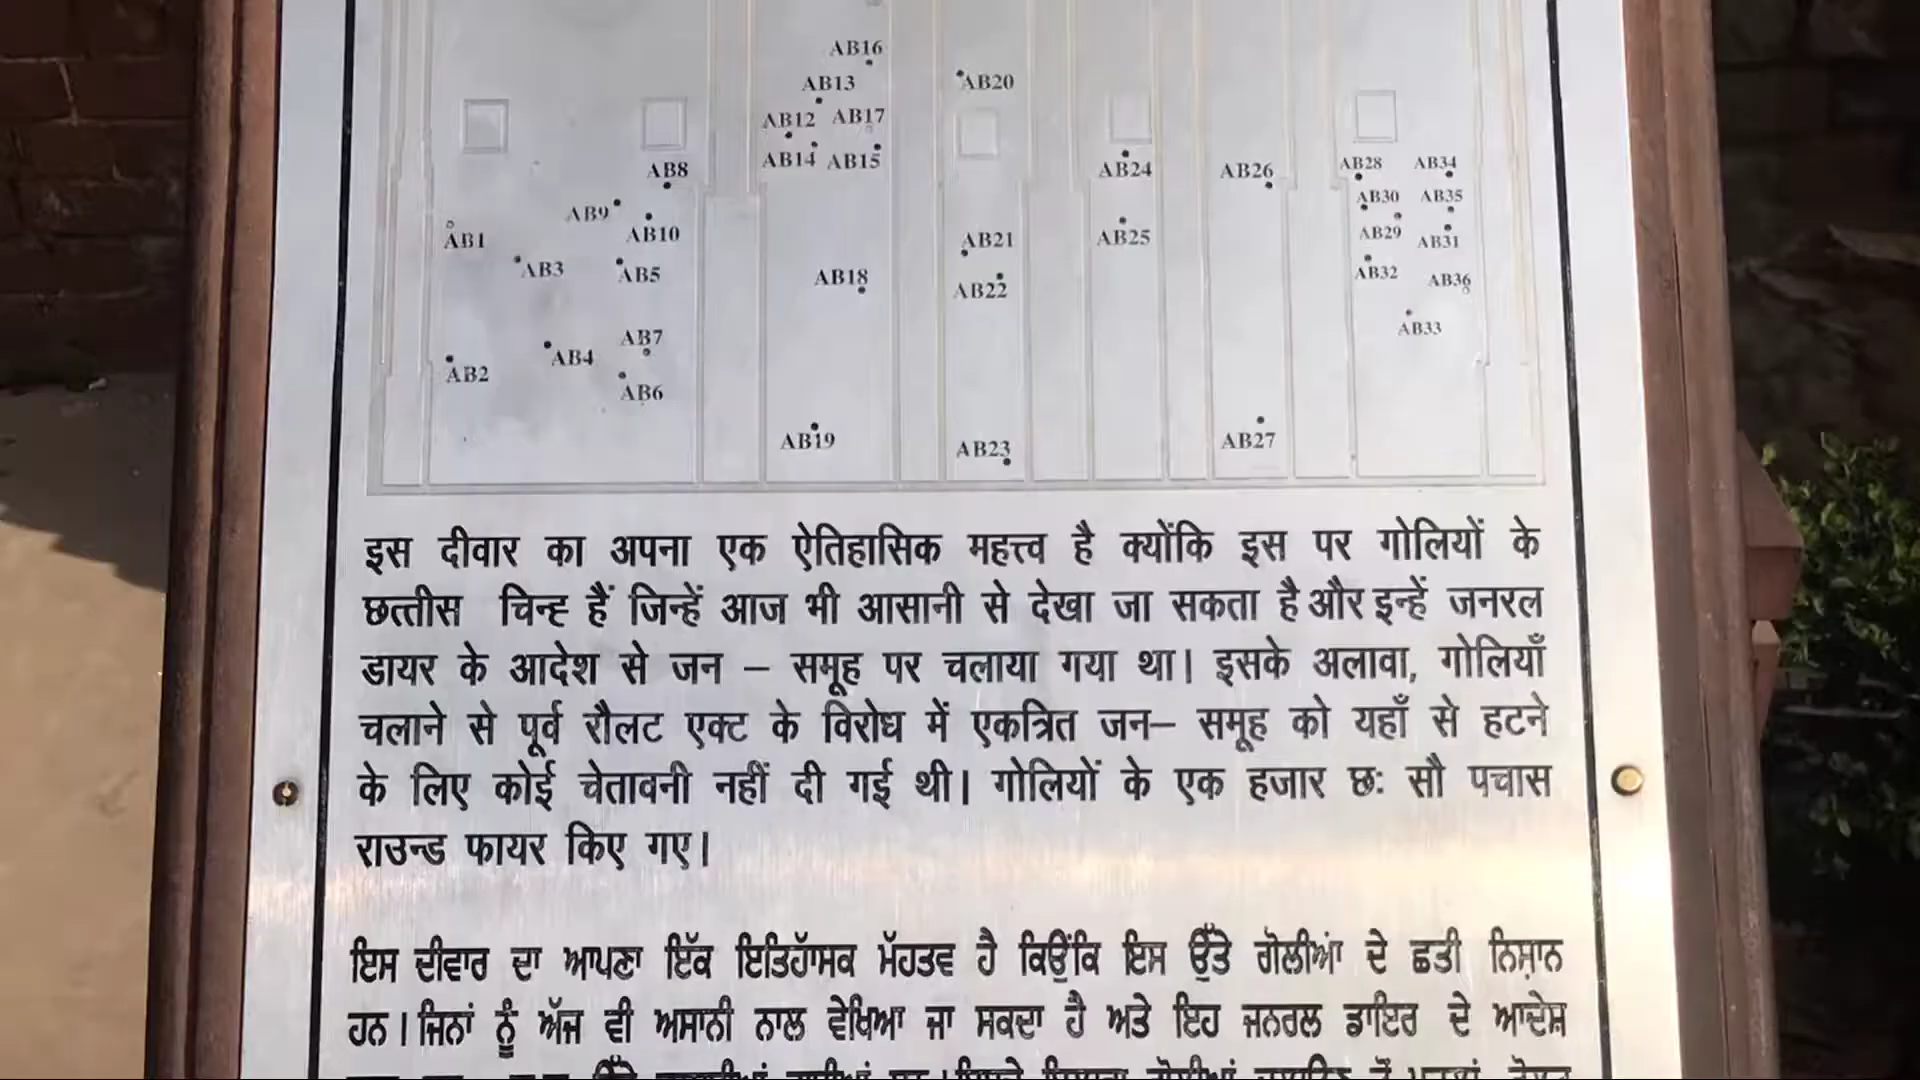 AB16
AB13 AB20
AB12 AB17
AB14 AB15
AB8 AB24 AB26 AB28 AB34
AB9 AB30 AB35
AB1 AB10 AB21 AB25 AB29 AB31
AB3 AB5 AB18 AB22 AB32 AB36
AB7 AB33
AB2 AB4
AB6
AB19 AB23 AB27
इस दीवार का अपना एक ऐतिहासिक महत्त्व है क्योंकि इस पर गोलियों के
छत्तीस चिन्ह हैं जिन्हें आज भी आसानी से देखा जा सकता है और इन्हें जनरल
डायर के आदेश से जन – समूह पर चलाया गया था। इसके अलावा, गोलियाँ
चलाने से पूर्व रौलट एक्ट के विरोध में एकत्रित जन– समूह को यहाँ से हटने
के लिए कोई चेतावनी नहीं दी गई थी। गोलियों के एक हजार छः सौ पचास
राउन्ड फायर किए गए।
ਇਸ ਦੀਵਾਰ ਦਾ ਆਪਣਾ ਇੱਕ ਇਤਿਹਾੱਸਕ ਮੱਹਤਵ ਹੈ ਕਿਉਂਕਿ ਇਸ ਉੱਤੇ ਗੋਲੀਆਂ ਦੇ ਛਤੀ ਨਿਸ਼ਾਨ
ਹਨ। ਜਿਨਾਂ ਨੂੰ ਅੱਜ ਵੀ ਅਸਾਨੀ ਨਾਲ ਵੇਖਿਆ ਜਾ ਸਕਦਾ ਹੈ ਅਤੇ ਇਹ ਜਨਰਲ ਡਾਇਰ ਦੇ ਆਦੇਸ਼